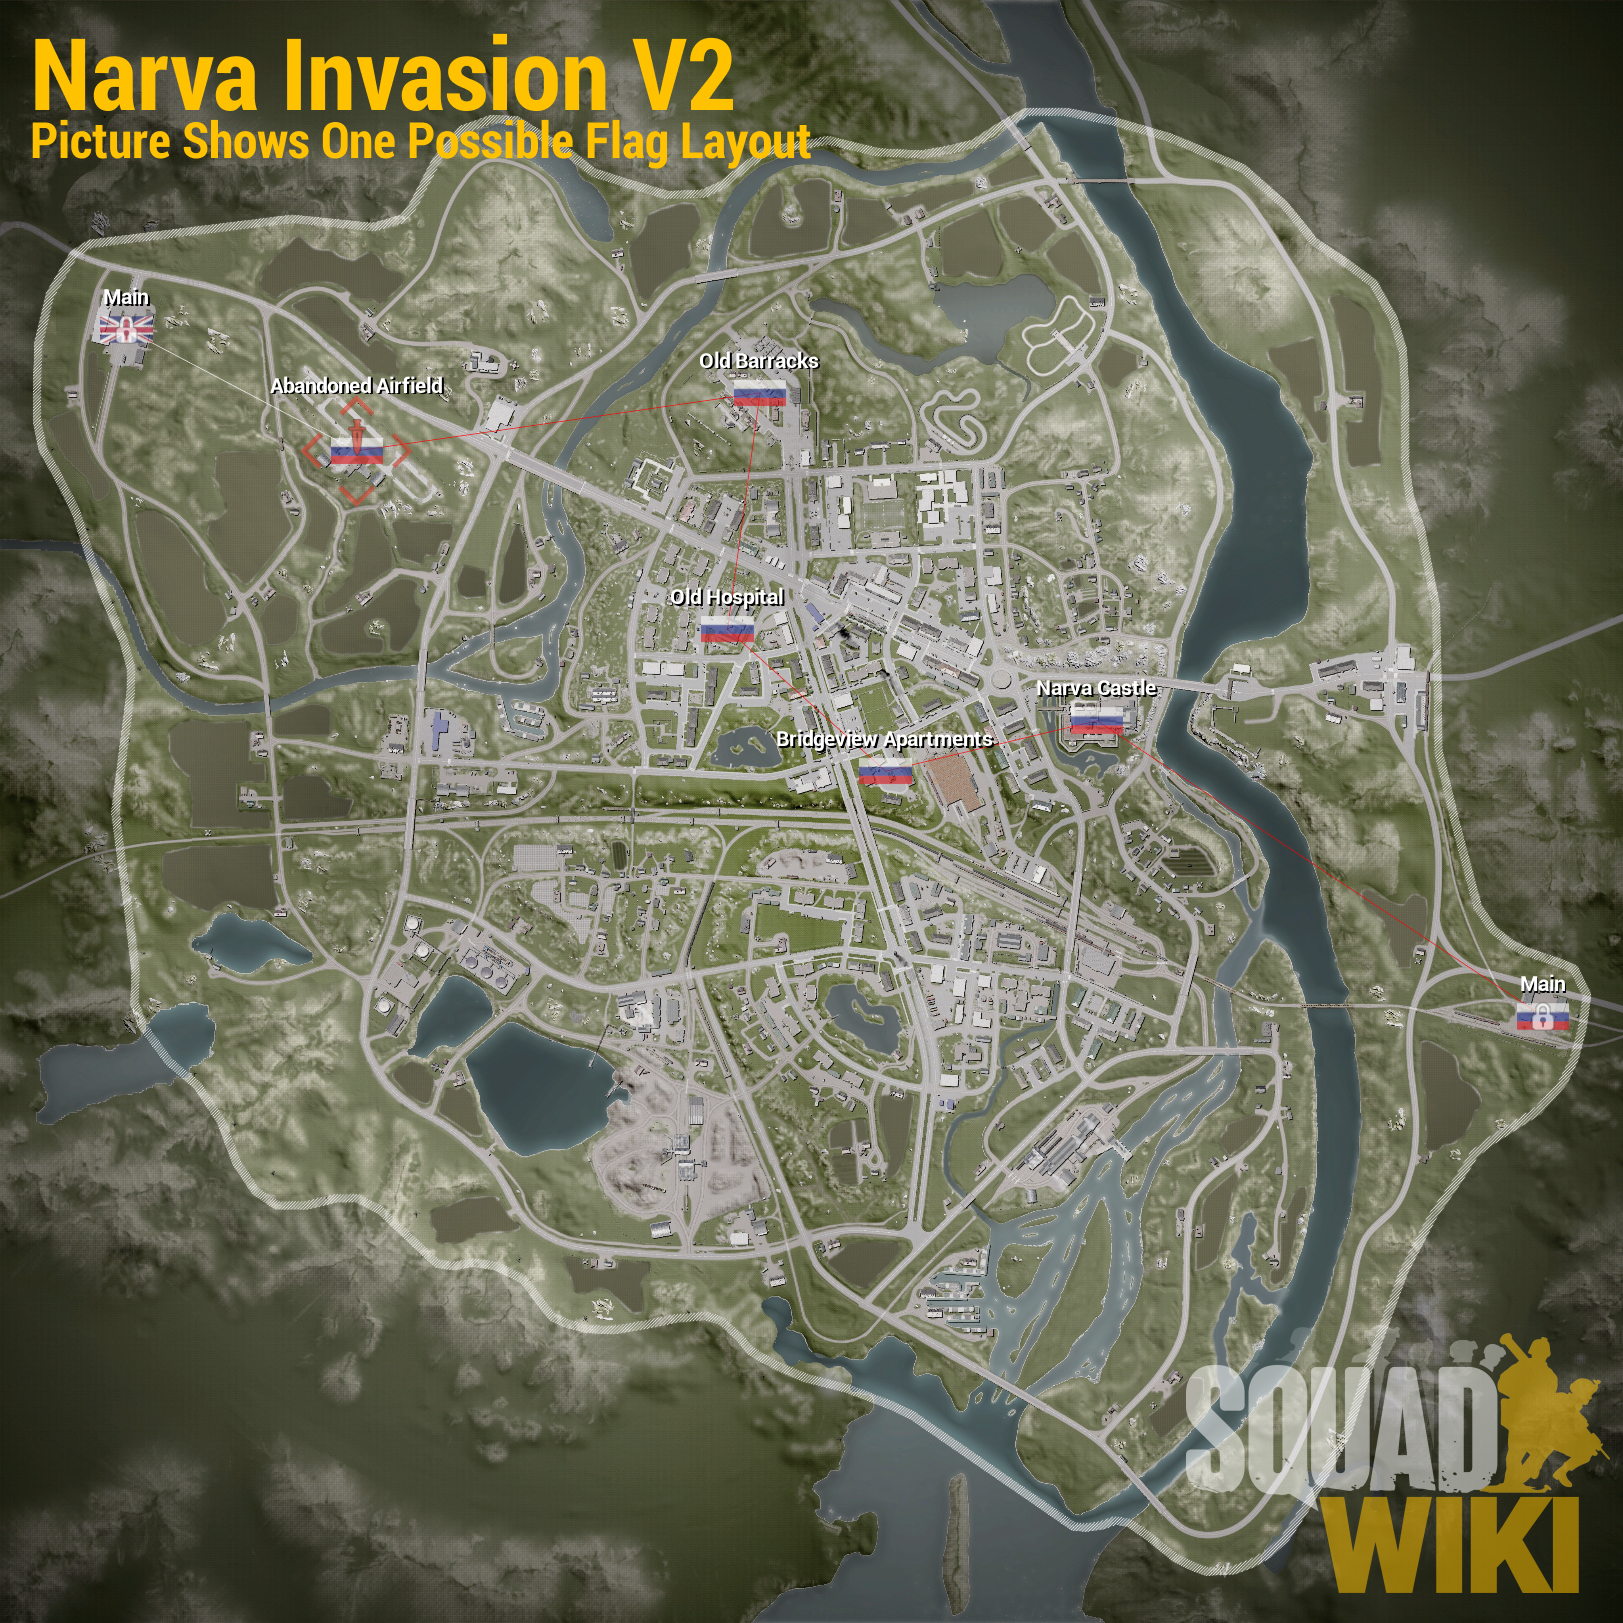 Narva Invasion V2
Picture Shows One Possible Flag Layout
Main
Abandoned Airfield
Old Barracks
Old Hospital
Narva Castle
Bridgeview Apartments
Main
SQUAD
WIKI